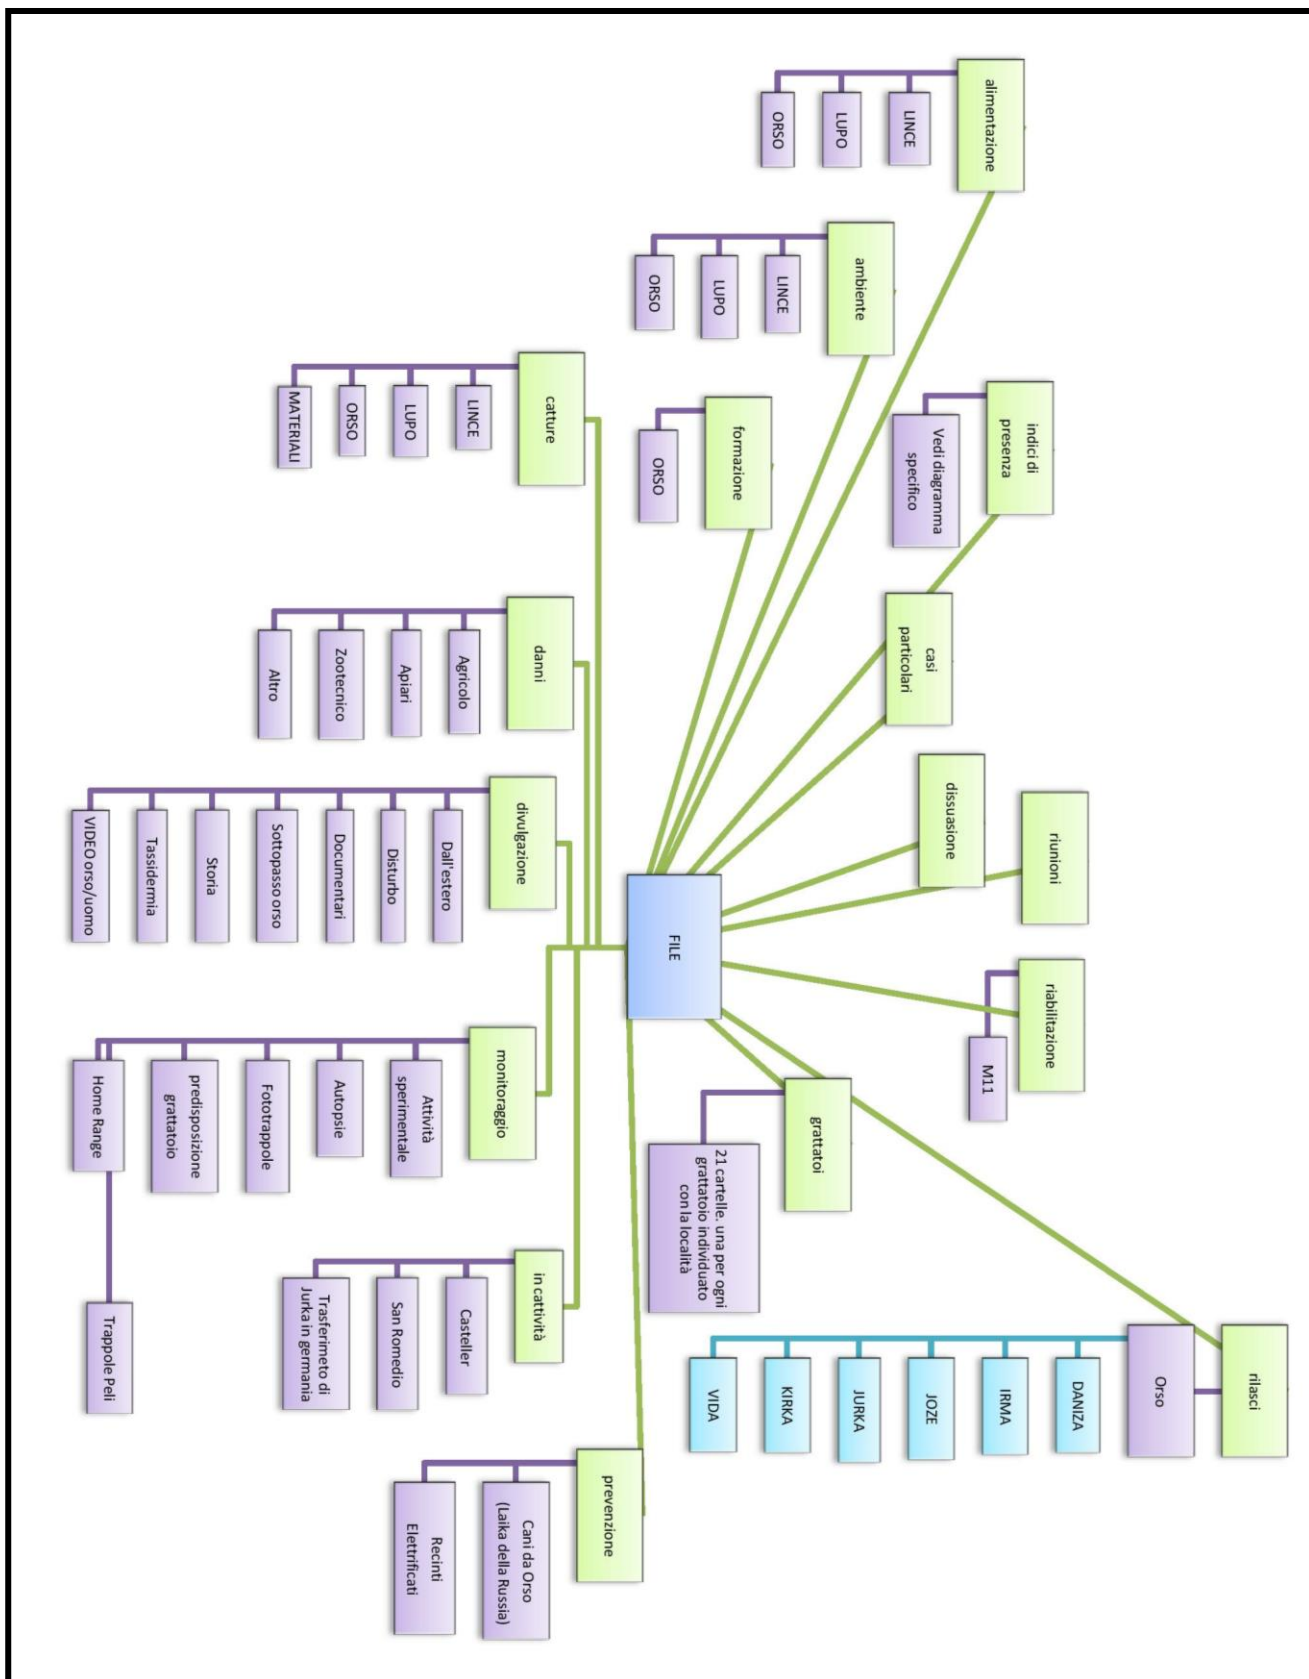 alimentazione
LINCE
LUPO
ORSO
ambiente
LINCE
LUPO
ORSO
indici di
presenza
Vedi diagramma
specifico
formazione
ORSO
casi
particolari
dissuasione
riunioni
riabilitazione
M11
grattatoi
21 cartelle. una per ogni
grattatoio individuato
con la località
rilasci
Orso
DANIZA
IRMA
JOZE
JURKA
KIRKA
VIDA
FILE
catture
LINCE
LUPO
ORSO
MATERIALI
danni
Agricolo
Apiari
Zootecnico
Altro
divulgazione
Dall'estero
Disturbo
Documentari
Sottopasso orso
Storia
Tassidermia
VIDEO orso/uomo
monitoraggio
Attività
sperimentale
Autopsie
Fototrappole
predisposizione
grattatoio
Home Range
Trappole Peli
in cattività
Casteller
San Romedio
Trasferimeto di
Jurka in germania
prevenzione
Cani da Orso
(Laika della Russia)
Recinti
Elettrificati